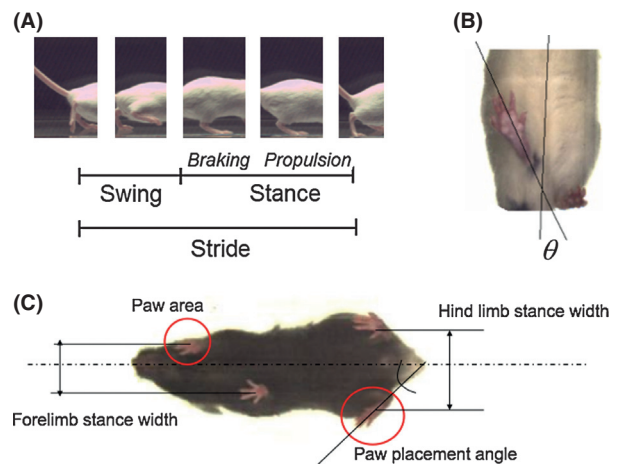 (A)
(B)
Braking Propulsion
Swing Stance
Stride
θ
(C)
Paw area
Hind limb stance width
Forelimb stance width
Paw placement angle